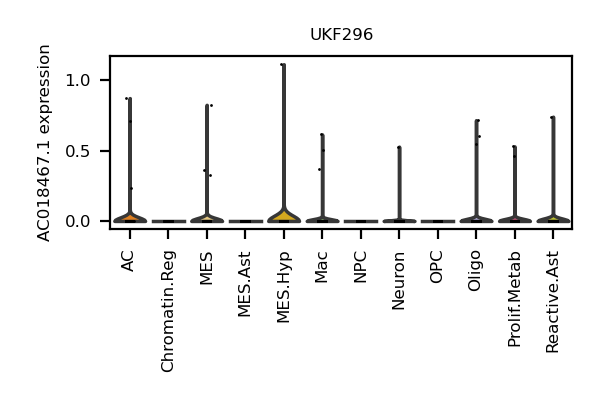 UKF296
AC018467.1 expression
1.0
0.5
0.0
AC
Chromatin.Reg
MES
MES.Ast
MES.Hyp
Mac
NPC
Neuron
OPC
Oligo
Prolif.Metab
Reactive.Ast